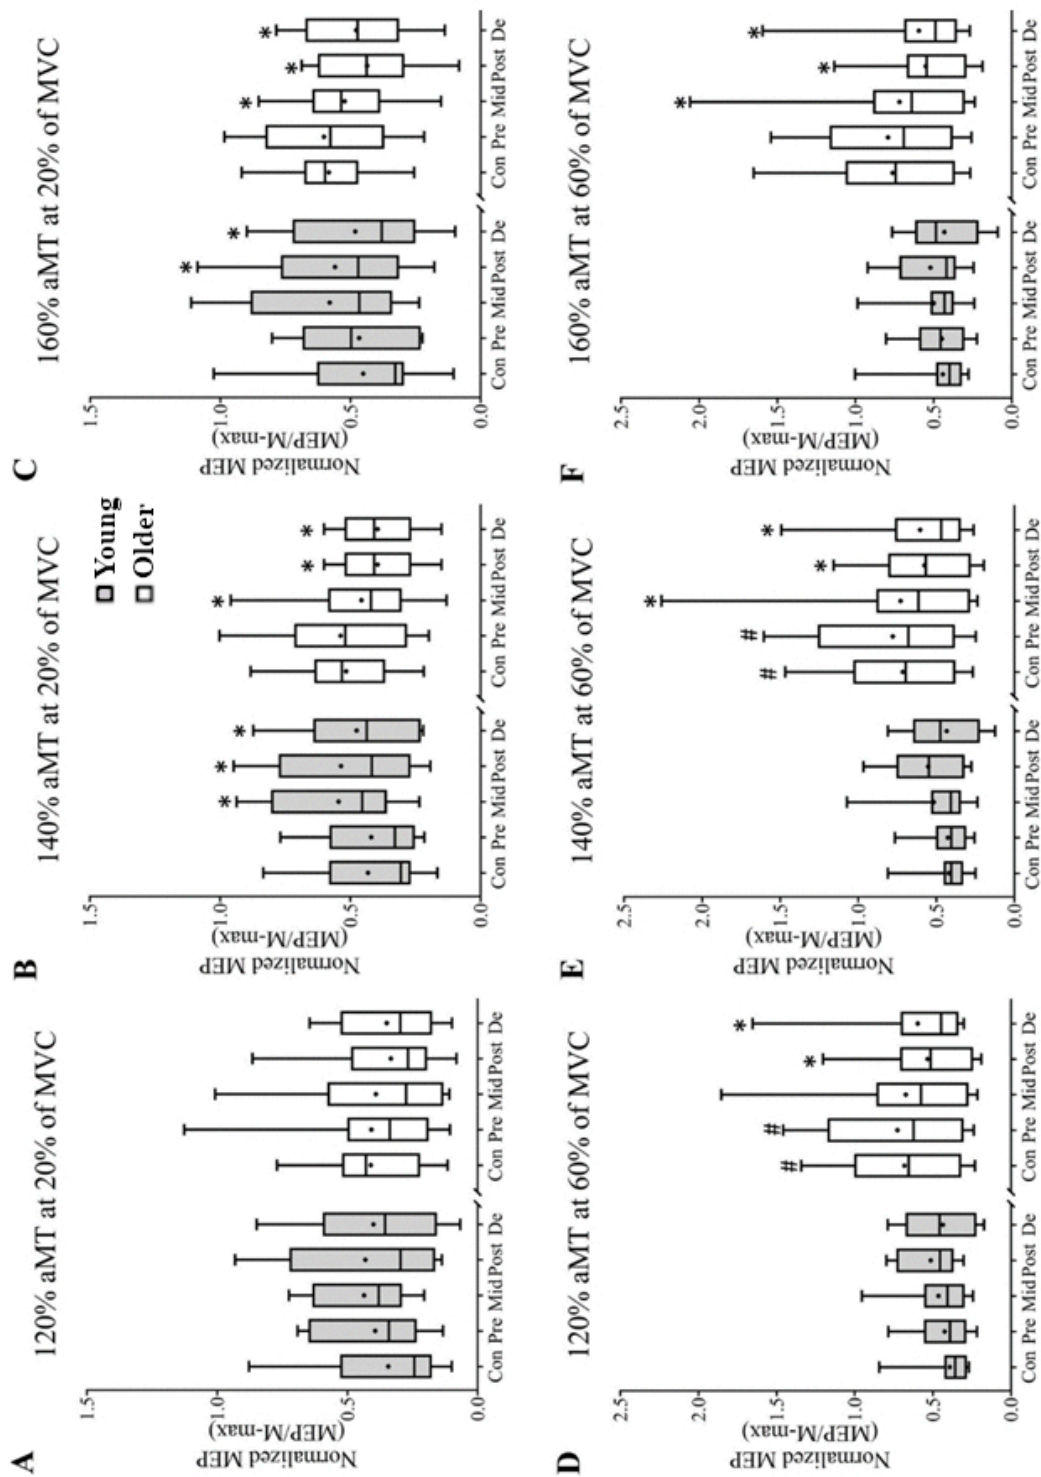 A
120% aMT at 20% of MVC
Normalized MEP
(MEP/M-max)
1.5
1.0
0.5
0.0
Con Pre Mid Post De
Con Pre Mid Post De
B
140% aMT at 20% of MVC
Young
Older
Normalized MEP
(MEP/M-max)
1.5
1.0
0.5
0.0
* * *
* * *
Con Pre Mid Post De
Con Pre Mid Post De
C
160% aMT at 20% of MVC
Normalized MEP
(MEP/M-max)
1.5
1.0
0.5
0.0
* *
* * *
Con Pre Mid Post De
Con Pre Mid Post De
D
120% aMT at 60% of MVC
Normalized MEP
(MEP/M-max)
2.5
2.0
1.5
1.0
0.5
0.0
# # * *
Con Pre Mid Post De
Con Pre Mid Post De
E
140% aMT at 60% of MVC
Normalized MEP
(MEP/M-max)
2.5
2.0
1.5
1.0
0.5
0.0
# # * * *
Con Pre Mid Post De
Con Pre Mid Post De
F
160% aMT at 60% of MVC
Normalized MEP
(MEP/M-max)
2.5
2.0
1.5
1.0
0.5
0.0
* * *
Con Pre Mid Post De
Con Pre Mid Post De